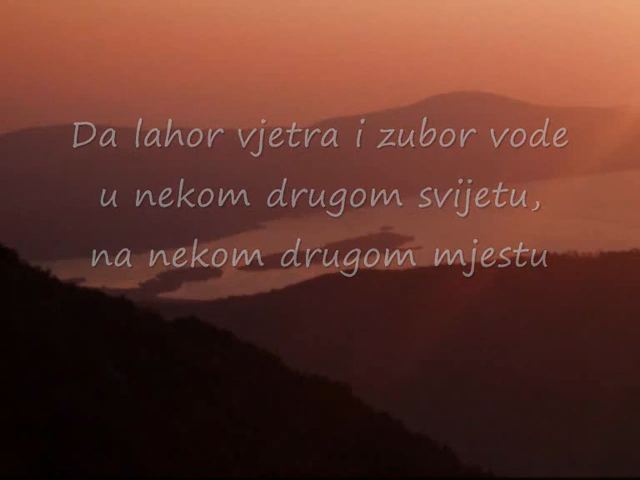 Da lahor vjetra i zubor vode
u nekom drugom svijetu,
na nekom drugom mjestu